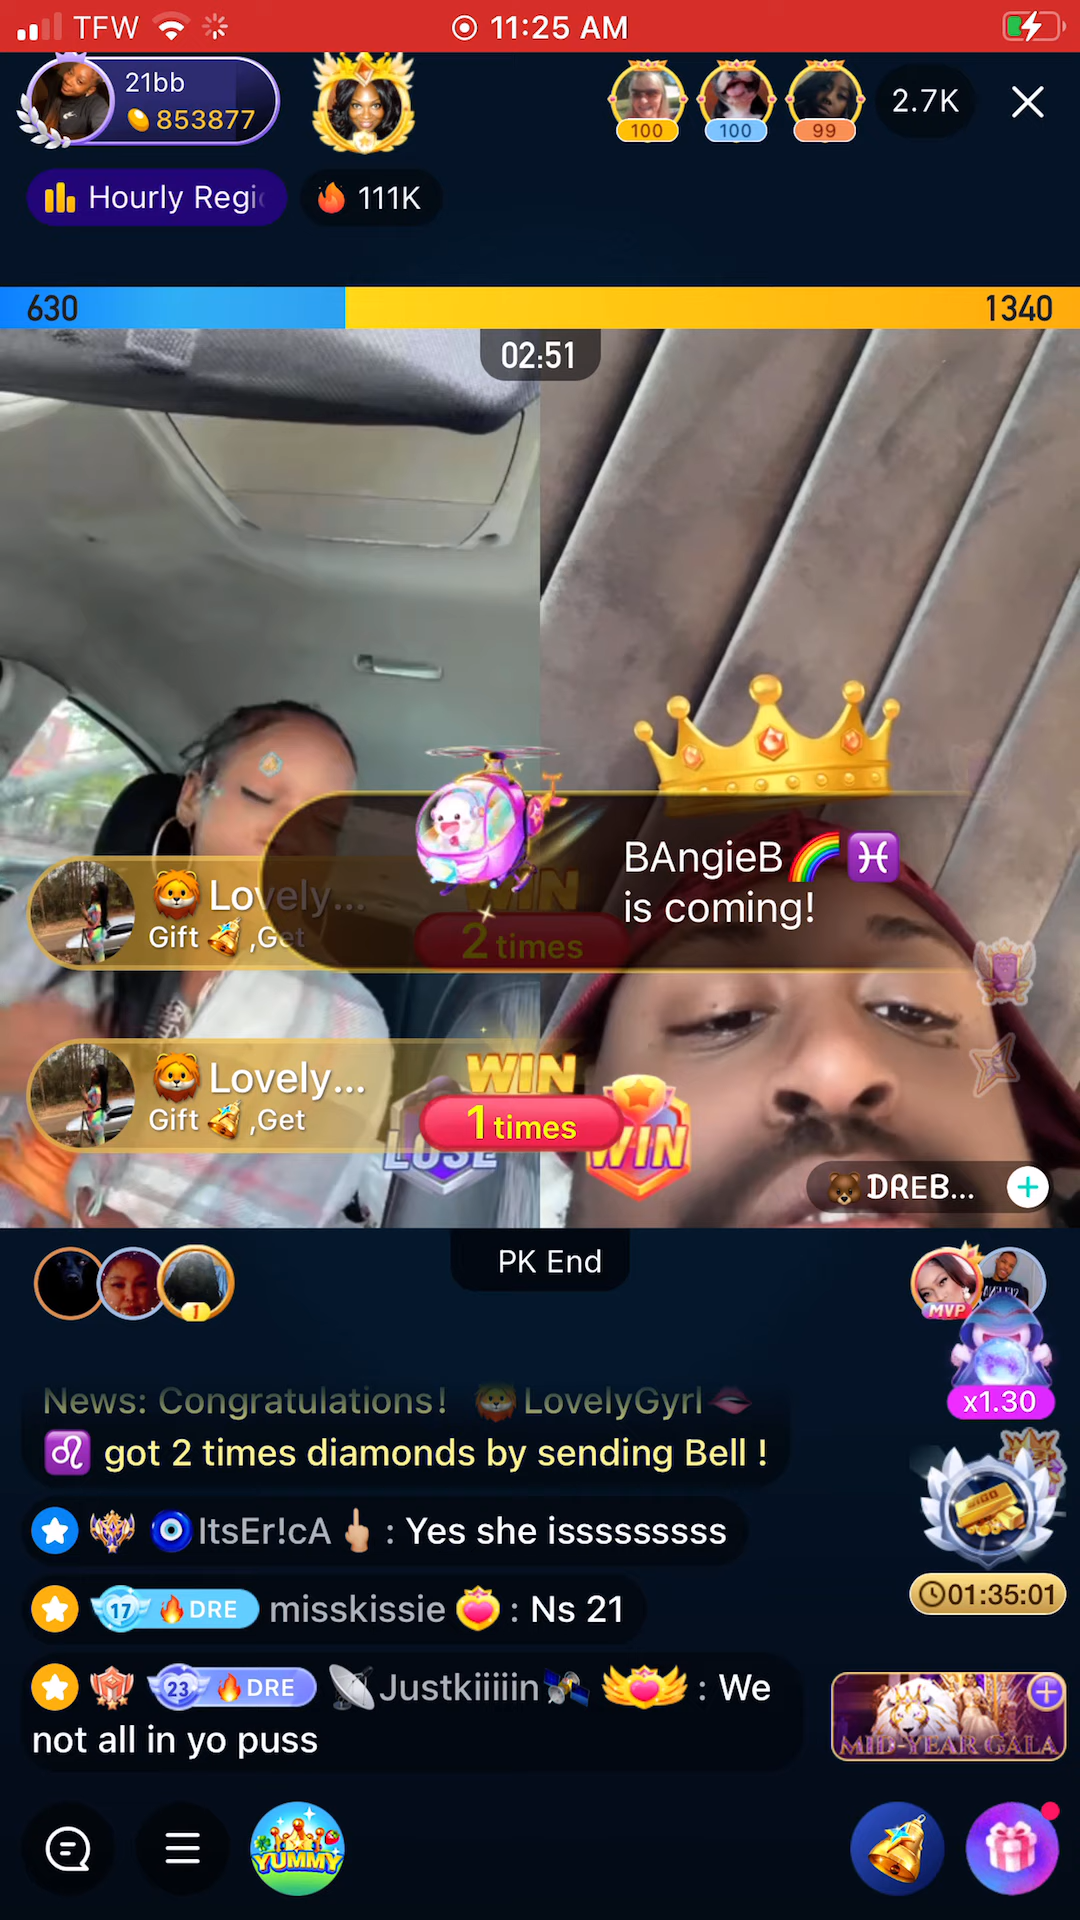 TFW 11:25 AM
21bb
853877
100 100 99 2.7K
Hourly Regi
111K
630 1340
02:51
BAngieB🌈♓
is coming!
🦁 Lovely...
Gift ,Get
WIN
2 times
🦁 Lovely...
Gift ,Get
WIN
1 times
LOSE WIN
🐻DREB...
PK End
1
MVP
x1.30
News: Congratulations! 🦁LovelyGyrl👄
♌ got 2 times diamonds by sending Bell !
🧿ItsEr!cA🖕🏼: Yes she isssssssss
17 🔥DRE misskissie : Ns 21
01:35:01
23 🔥DRE 📡Justkiiiiin🛰 : We
not all in yo puss
MID-YEAR GALA
YUMMY